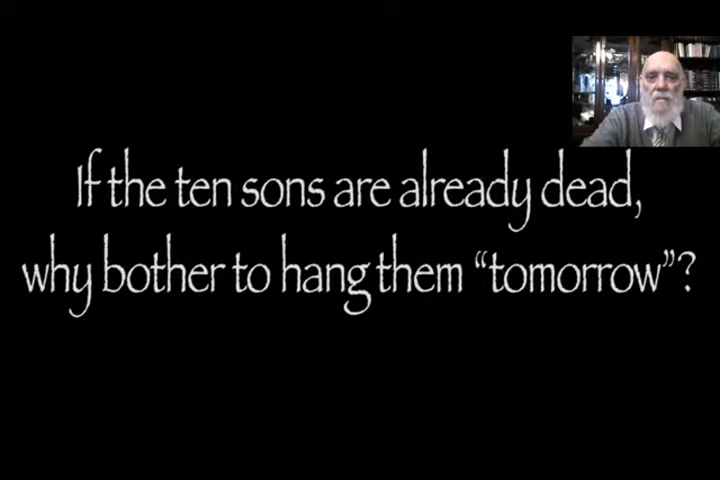 If the ten sons are already dead,
why bother to hang them “tomorrow”?